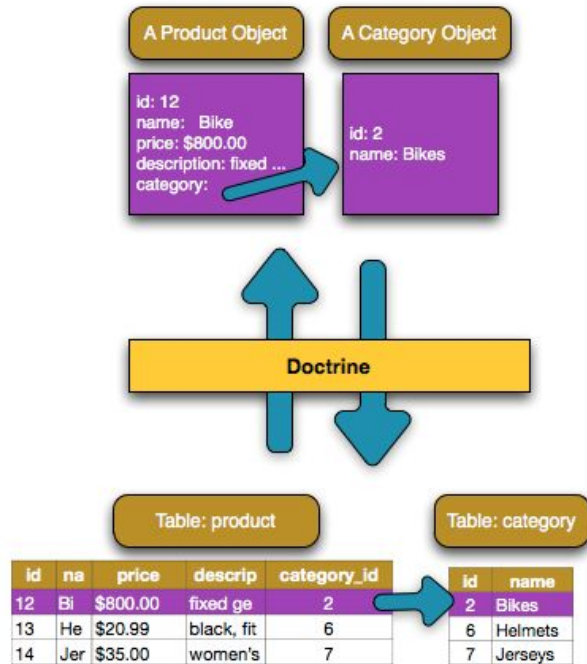 A Product Object
A Category Object
id: 12
name: Bike
price: $800.00
description: fixed ...
category:
id: 2
name: Bikes
Doctrine
Table: product
Table: category
id na price descrip category_id
12 Bi $800.00 fixed ge 2
13 He $20.99 black, fit 6
14 Jer $35.00 women's 7
id name
2 Bikes
6 Helmets
7 Jerseys